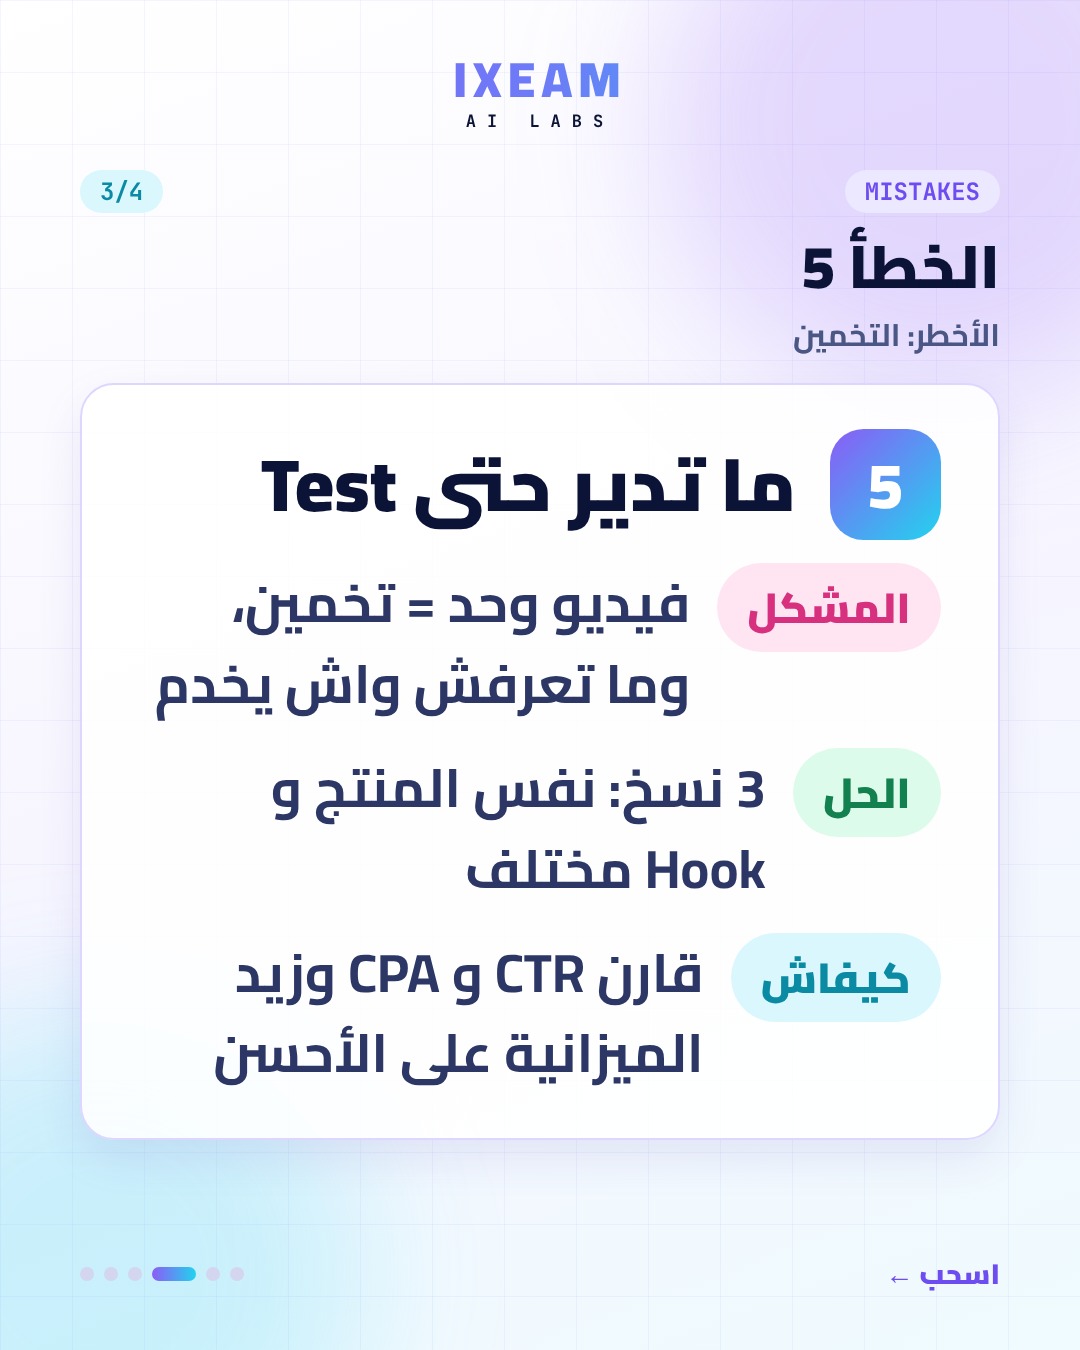 IXEAM
AI LABS
MISTAKES
3/4
الخطأ 5
الأخطر: التخمين
5
ما تدير حتى Test
المشكل
فيديو وحد = تخمين،
وما تعرفش واش يخدم
الحل
3 نسخ: نفس المنتج و
Hook مختلف
كيفاش
قارن CTR و CPA وزيد
الميزانية على الأحسن
اسحب ←